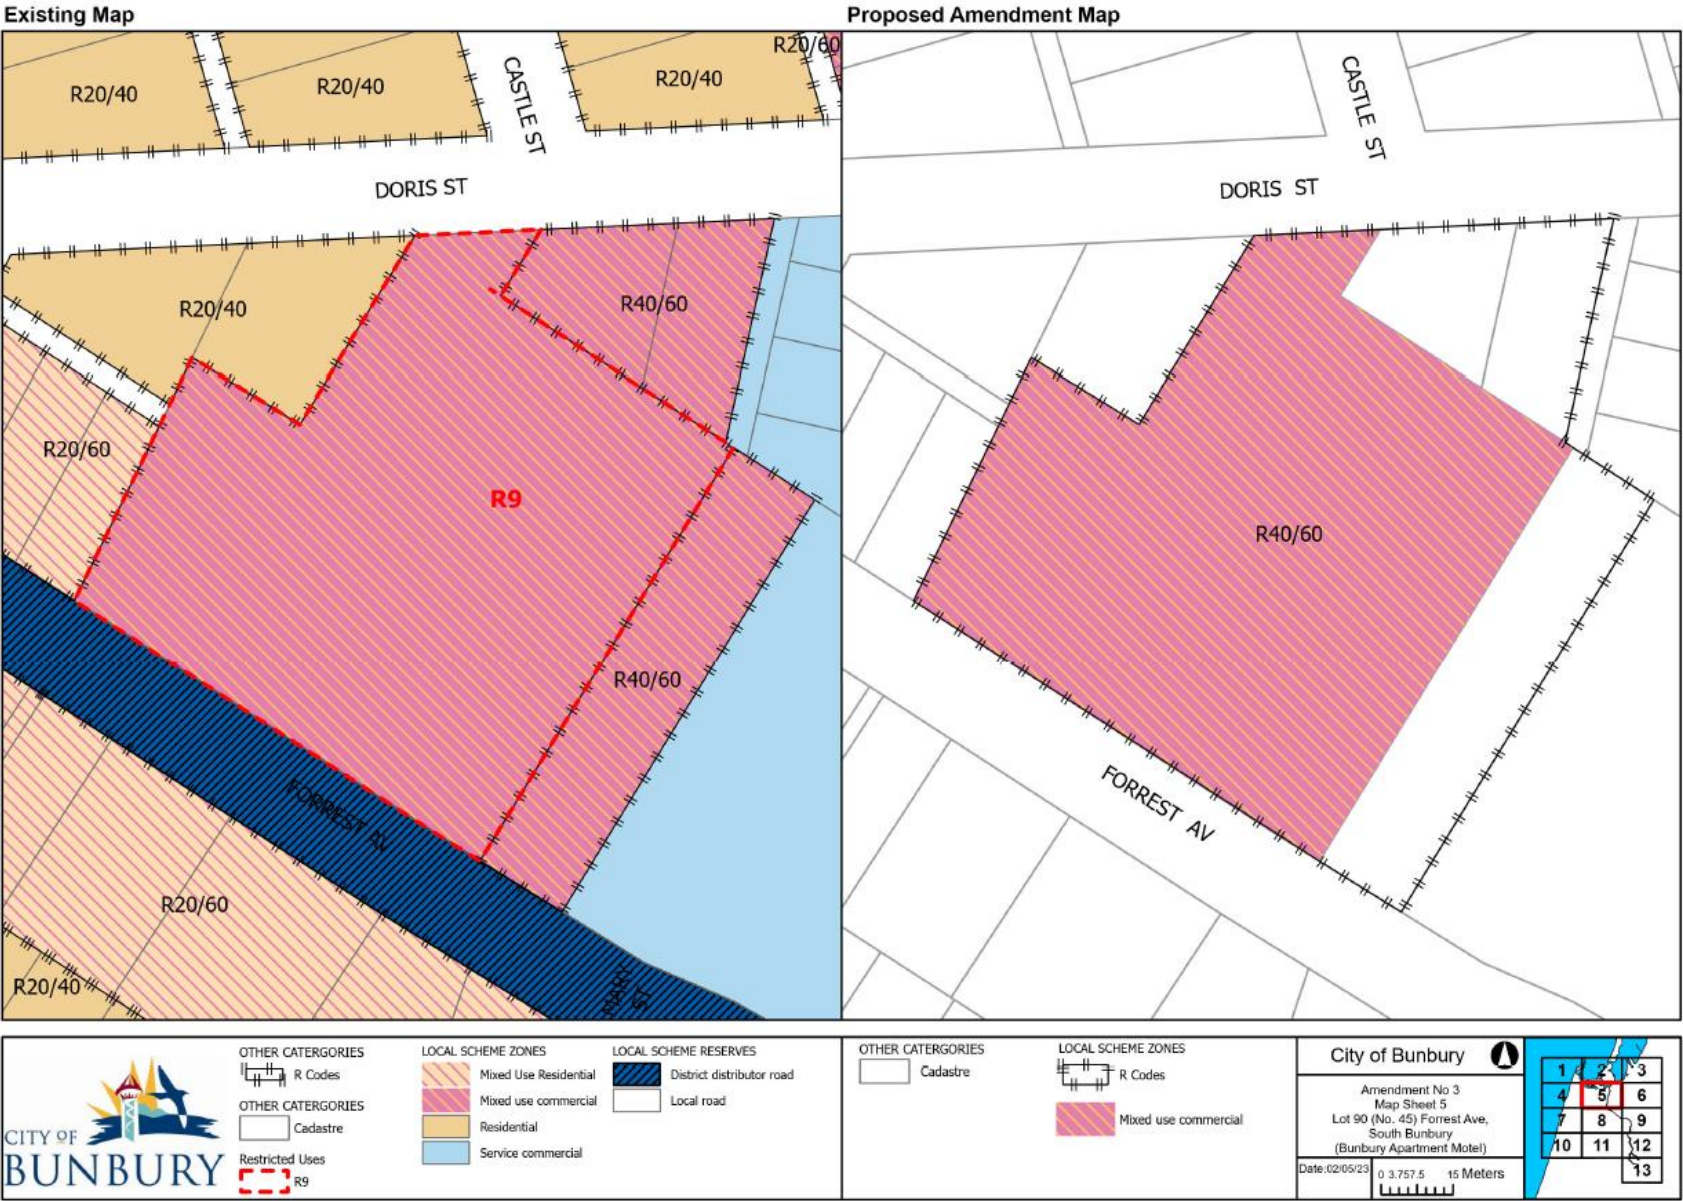 Existing Map
Proposed Amendment Map
R20/60
R20/40
R20/40
R20/40
CASTLE ST
DORIS ST
R20/40
R40/60
R20/60
R9
R40/60
FORREST AV
R20/60
R20/40
MARY ST
CASTLE ST
DORIS ST
R40/60
FORREST AV
CITY OF
BUNBURY
OTHER CATERGORIES
R Codes
OTHER CATERGORIES
Cadastre
Restricted Uses
R9
LOCAL SCHEME ZONES
Mixed Use Residential
Mixed use commercial
Residential
Service commercial
LOCAL SCHEME RESERVES
District distributor road
Local road
OTHER CATERGORIES
Cadastre
LOCAL SCHEME ZONES
R Codes
Mixed use commercial
City of Bunbury
Amendment No 3
Map Sheet 5
Lot 90 (No. 45) Forrest Ave,
South Bunbury
(Bunbury Apartment Motel)
Date:02/05/23
0 3.757.5 15 Meters
1 2 3
4 5 6
7 8 9
10 11 12
13